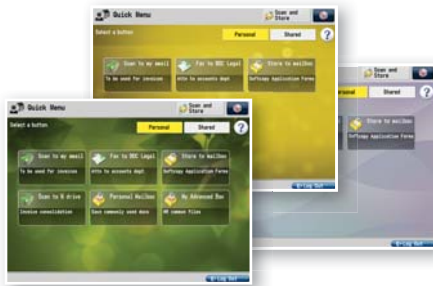 Quick Menu
Scan and Store
Select a button.
Personal
Shared
?
Scan to my email
To be used for invoices
Fax to BDC Legal
Attn to accounts dept.
Store to mailbox
Softcopy Application Forms
Log Out
Scan and Store
Personal
Shared
?
Store to mailbox
Softcopy Application Forms
Log Out
Quick Menu
Scan and Store
Select a button.
Personal
Shared
?
Scan to my email
To be used for invoices
Fax to BDC Legal
Attn to accounts dept.
Store to mailbox
Softcopy Application Forms
Scan to N drive
Invoice consolidation
Personal Mailbox
Save commonly used docs
My Advanced Box
HR common files
Log Out